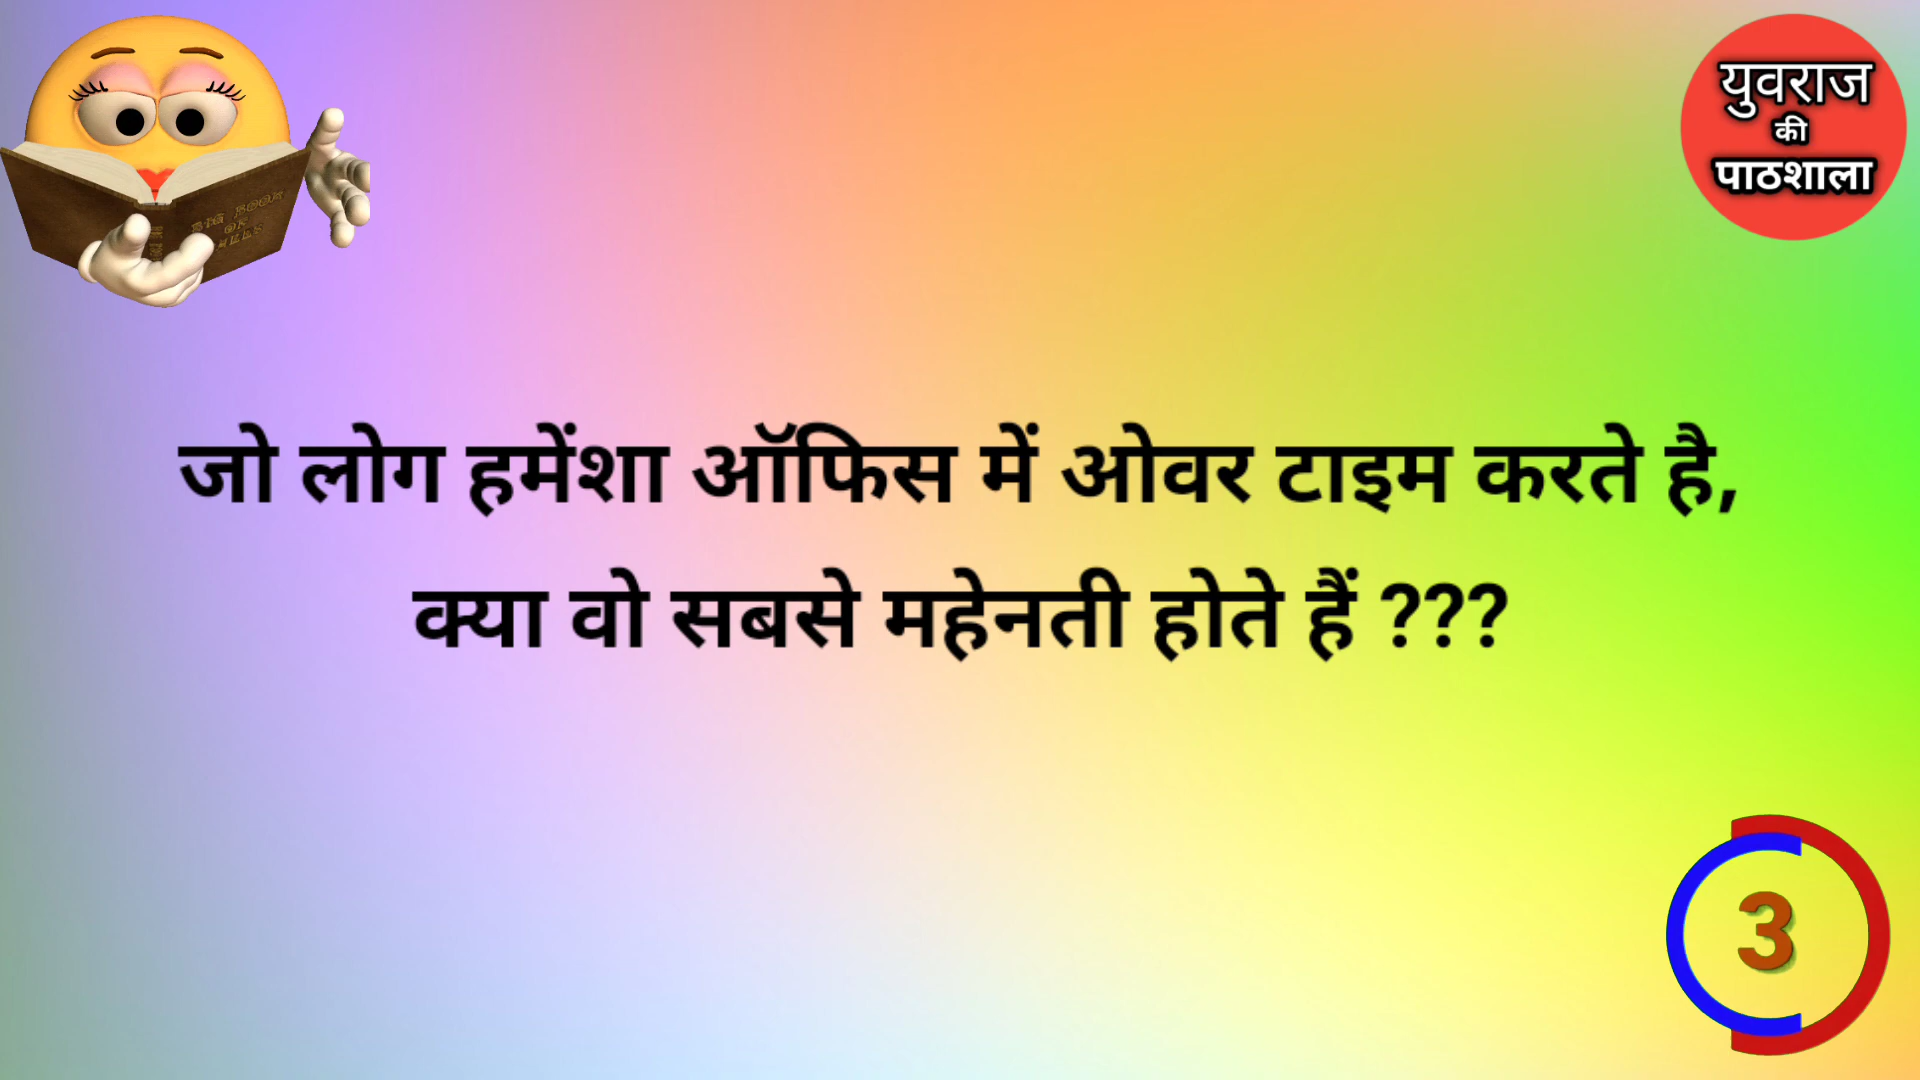 युवराज
की
पाठशाला
जो लोग हमेंशा ऑफिस में ओवर टाइम करते है,
क्या वो सबसे महेनती होते हैं ???
3